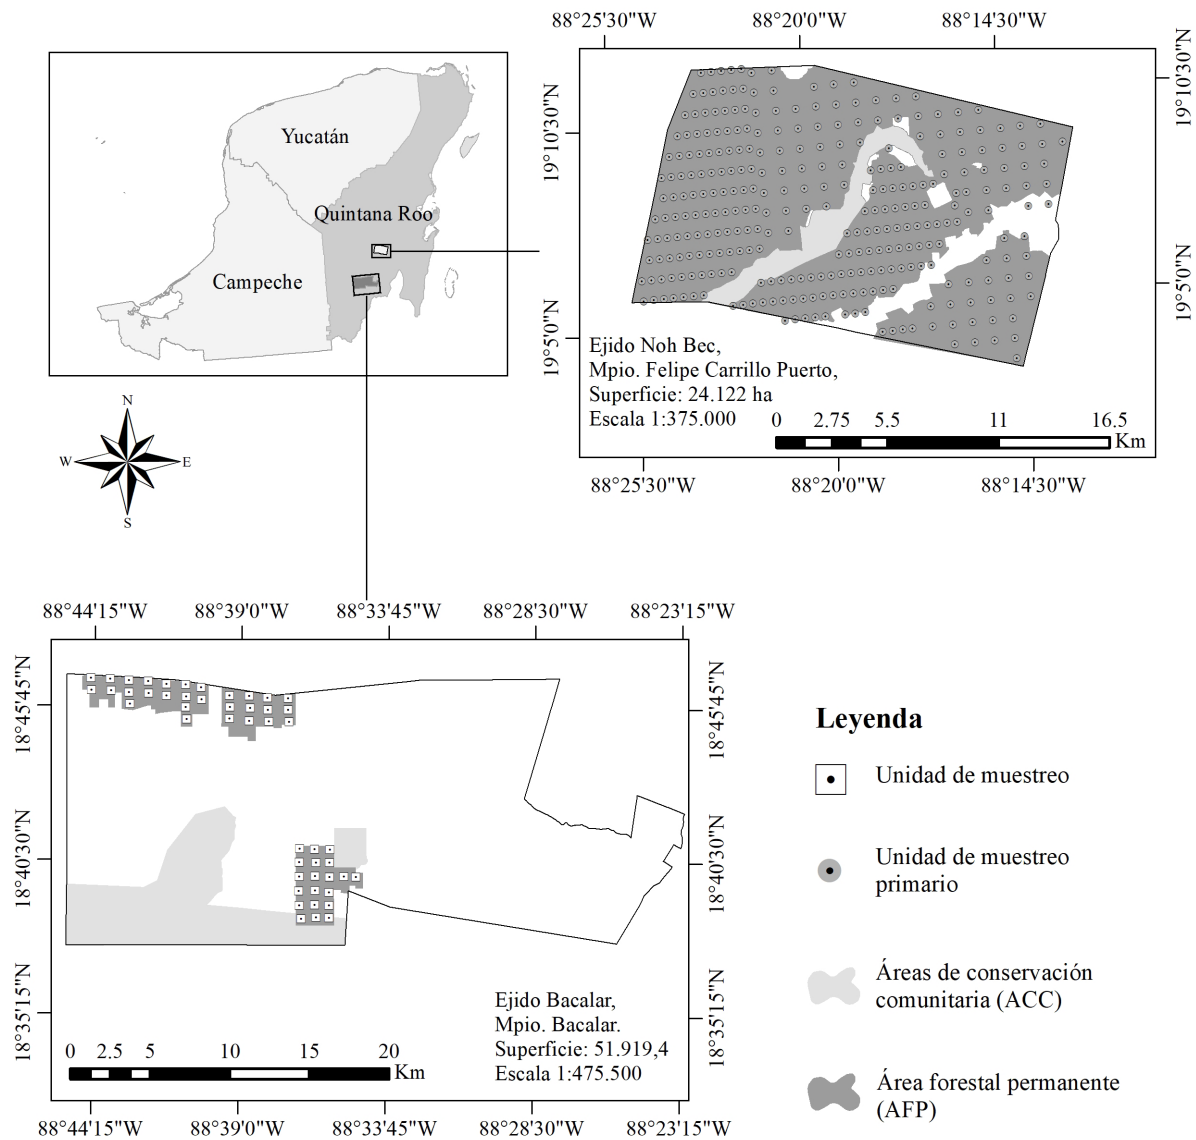 Yucatán
Quintana Roo
Campeche
N
W
E
S
88°25'30"W
88°20'0"W
88°14'30"W
19°10'30"N
19°5'0"N
19°10'30"N
19°5'0"N
Ejido Noh Bec,
Mpio. Felipe Carrillo Puerto,
Superficie: 24.122 ha
Escala 1:375.000
0 2.75 5.5 11 16.5
Km
88°25'30"W
88°20'0"W
88°14'30"W
88°44'15"W
88°39'0"W
88°33'45"W
88°28'30"W
88°23'15"W
18°45'45"N
18°40'30"N
18°35'15"N
18°45'45"N
18°40'30"N
18°35'15"N
Ejido Bacalar,
Mpio. Bacalar.
Superficie: 51.919,4
Escala 1:475.500
0 2.5 5 10 15 20
Km
88°44'15"W
88°39'0"W
88°33'45"W
88°28'30"W
88°23'15"W
Leyenda
Unidad de muestreo
Unidad de muestreo
primario
Áreas de conservación
comunitaria (ACC)
Área forestal permanente
(AFP)